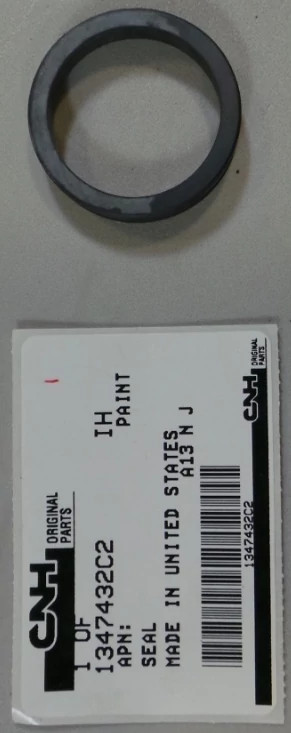 CNH
ORIGINAL
PARTS
1 OF
1347432C2
IH
APN:
PAINT
SEAL
MADE IN UNITED STATES
A13 N J
1347432C2
CNH
ORIGINAL
PARTS